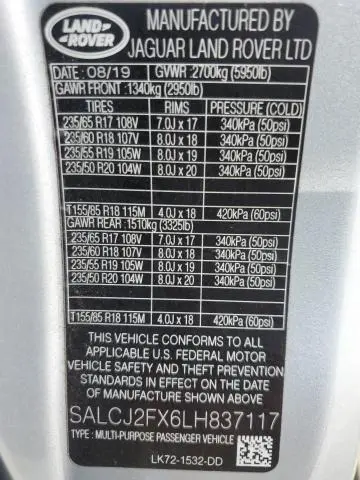 LAND
ROVER
MANUFACTURED BY
JAGUAR LAND ROVER LTD
DATE : 08/19 GVWR :2700kg (5950lb)
GAWR FRONT : 1340kg (2950lb)
TIRES RIMS PRESSURE (COLD)
235/65 R17 108V 7.0J x 17 340kPa (50psi)
235/60 R18 107V 8.0J x 18 340kPa (50psi)
235/55 R19 105W 8.0J x 19 340kPa (50psi)
235/50 R20 104W 8.0J x 20 340kPa (50psi)
T155/85 R18 115M 4.0J x 18 420kPa (60psi)
GAWR REAR : 1510kg (3325lb)
235/65 R17 108V 7.0J x 17 340kPa (50psi)
235/60 R18 107V 8.0J x 18 340kPa (50psi)
235/55 R19 105W 8.0J x 19 340kPa (50psi)
235/50 R20 104W 8.0J x 20 340kPa (50psi)
T155/85 R18 115M 4.0J x 18 420kPa (60psi)
THIS VEHICLE CONFORMS TO ALL
APPLICABLE U.S. FEDERAL MOTOR
VEHICLE SAFETY AND THEFT PREVENTION
STANDARDS IN EFFECT ON THE DATE OF
MANUFACTURE SHOWN ABOVE.
SALCJ2FX6LH837117
TYPE: MULTI-PURPOSE PASSENGER VEHICLE
LK72-1532-DD